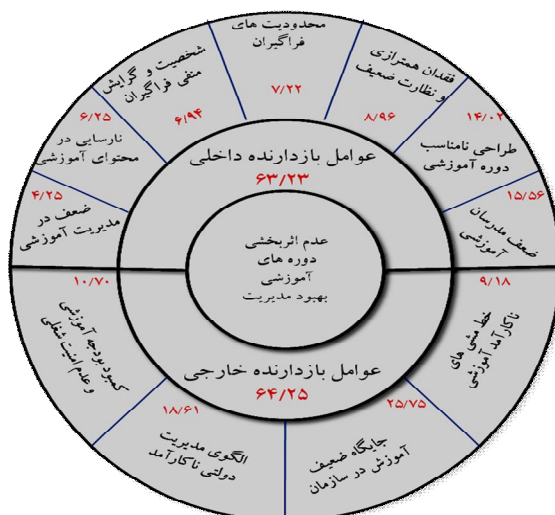 محدودیت های
فراگیران
۷/۲۲
فقدان همترازی
و نظارت ضعیف
۸/۹۶
۱۴/۰۲
طراحی نامناسب
دوره آموزشی
۱۵/۵۶
ضعف مدرسان
آموزشی
شخصیت و گرایش
منفی فراگیران
۶/۹۴
۶/۲۵
نارسایی در
محتوای آموزشی
۴/۲۵
ضعف در
مدیریت آموزشی
عوامل بازدارنده داخلی
۶۳/۲۳
عدم اثربخشی
دوره های
آموزشی
بهبود مدیریت
عوامل بازدارنده خارجی
۶۴/۲۵
۹/۱۸
خط مشی های
ناکارآمد آموزشی
۲۵/۷۵
جایگاه ضعیف
آموزش در سازمان
۱۸/۶۱
الگوی مدیریت
دولتی ناکارآمد
۱۰/۷۰
کمبود بودجه آموزشی
و عدم امنیت شغلی